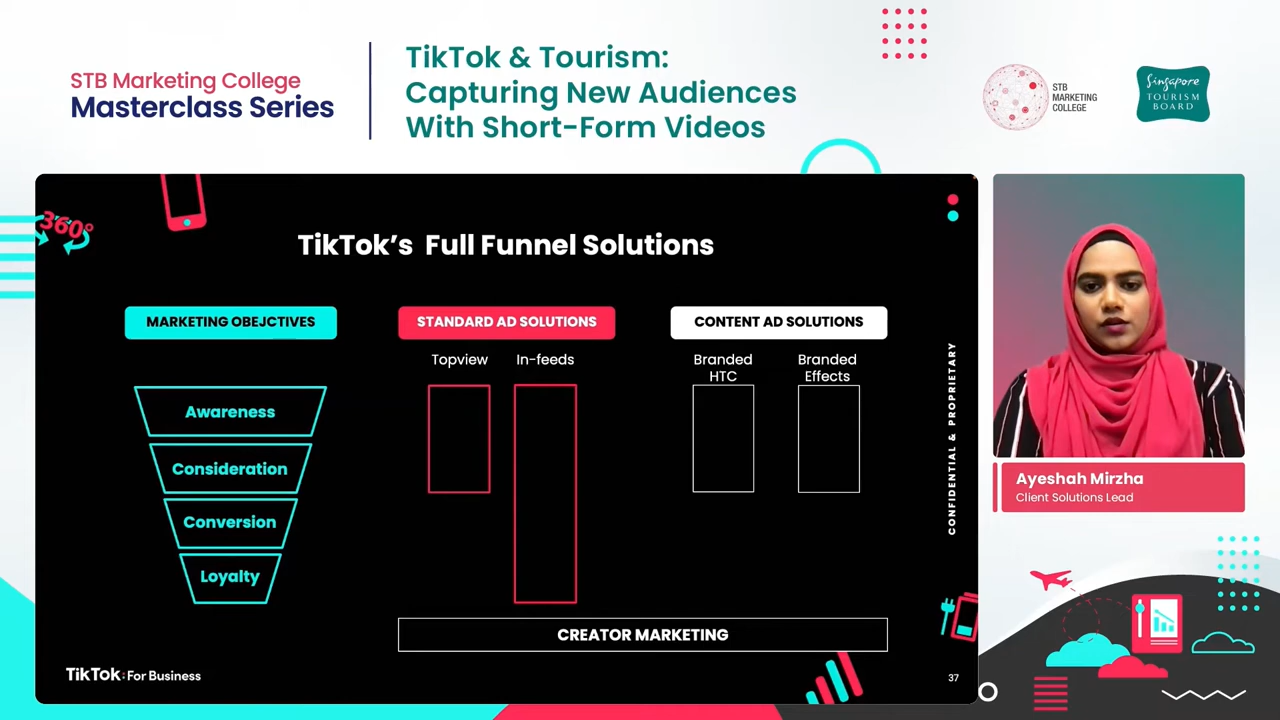 STB Marketing College
Masterclass Series
TikTok & Tourism:
Capturing New Audiences
With Short-Form Videos
STB
MARKETING
COLLEGE
Singapore
TOURISM
BOARD
360°
TikTok’s Full Funnel Solutions
MARKETING OBEJCTIVES
STANDARD AD SOLUTIONS
CONTENT AD SOLUTIONS
Topview
In-feeds
Branded
HTC
Branded
Effects
Awareness
Consideration
Conversion
Loyalty
CREATOR MARKETING
CONFIDENTIAL & PROPRIETARY
TikTok: For Business
37
Ayeshah Mirzha
Client Solutions Lead